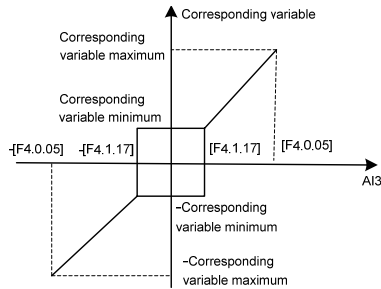 Corresponding variable
Corresponding
variable maximum
Corresponding
variable minimum
-[F4.0.05]
-[F4.1.17]
[F4.1.17]
[F4.0.05]
AI3
-Corresponding
variable minimum
-Corresponding
variable maximum